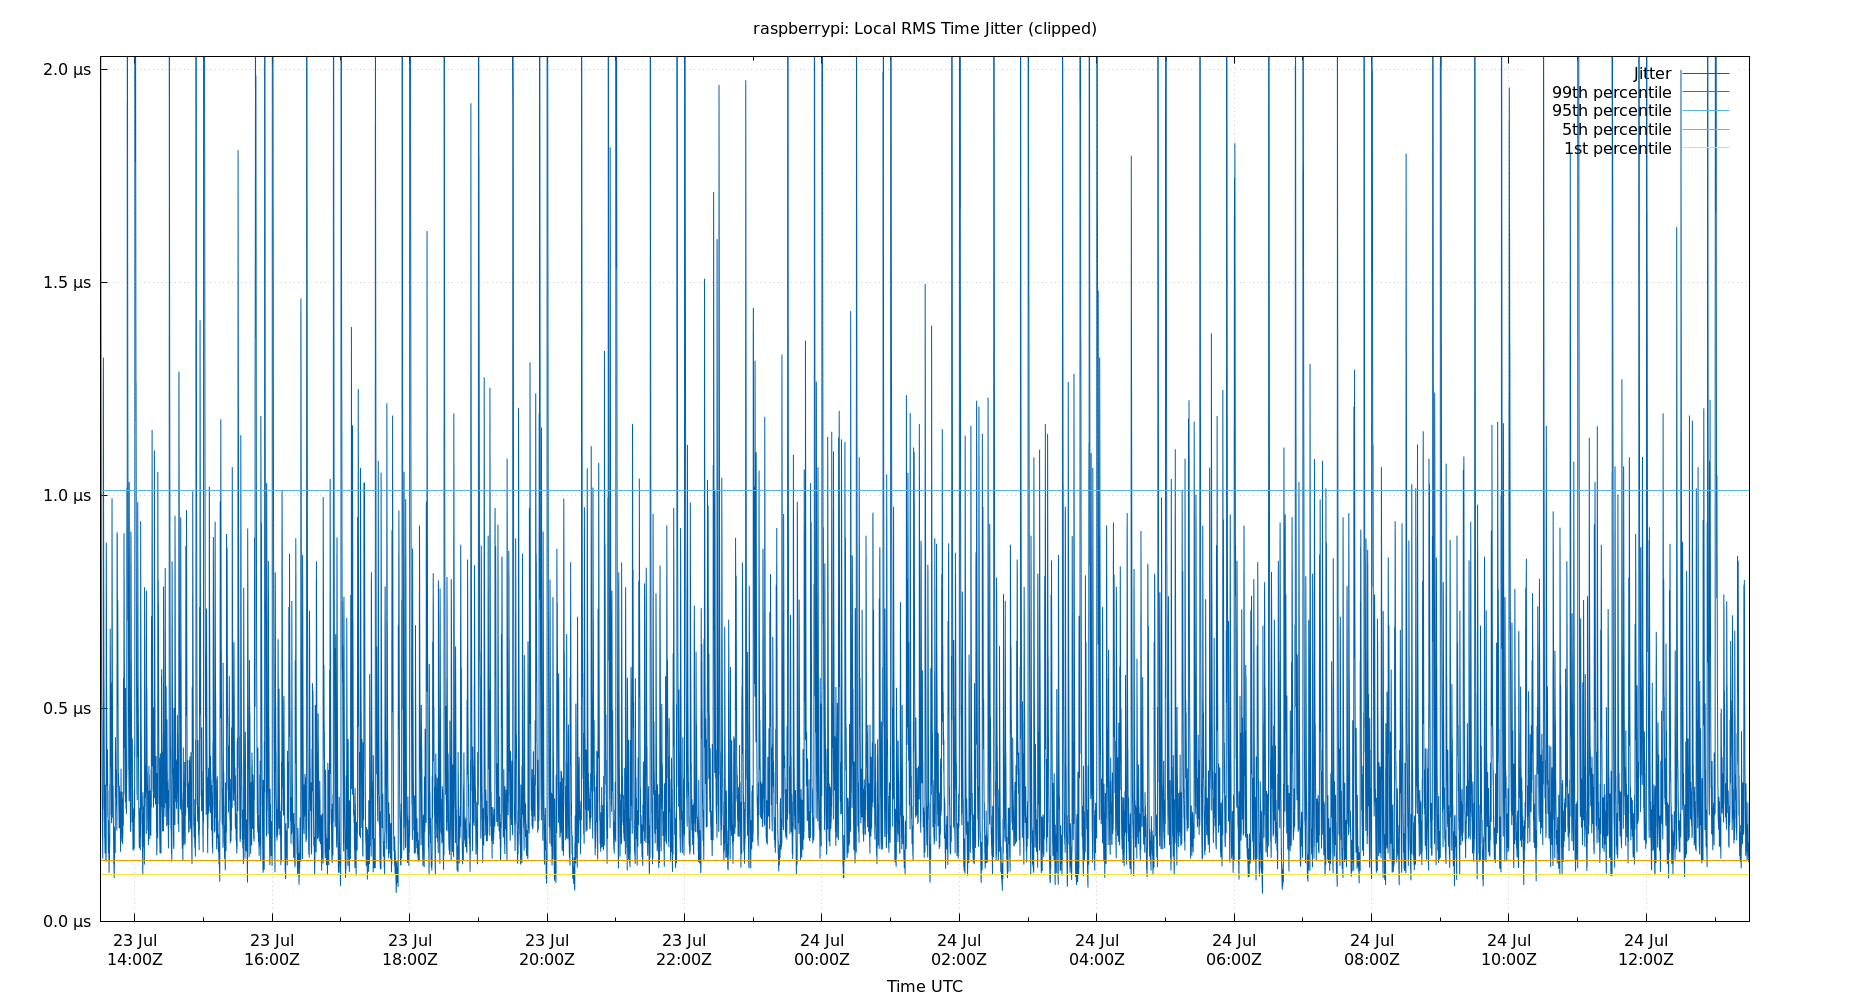 raspberrypi: Local RMS Time Jitter (clipped)
2.0 µs
1.5 µs
1.0 µs
0.5 µs
0.0 µs
Jitter
99th percentile
95th percentile
5th percentile
1st percentile
23 Jul 23 Jul 23 Jul 23 Jul 23 Jul 24 Jul 24 Jul 24 Jul 24 Jul 24 Jul 24 Jul 24 Jul
14:00Z 16:00Z 18:00Z 20:00Z 22:00Z 00:00Z 02:00Z 04:00Z 06:00Z 08:00Z 10:00Z 12:00Z
Time UTC